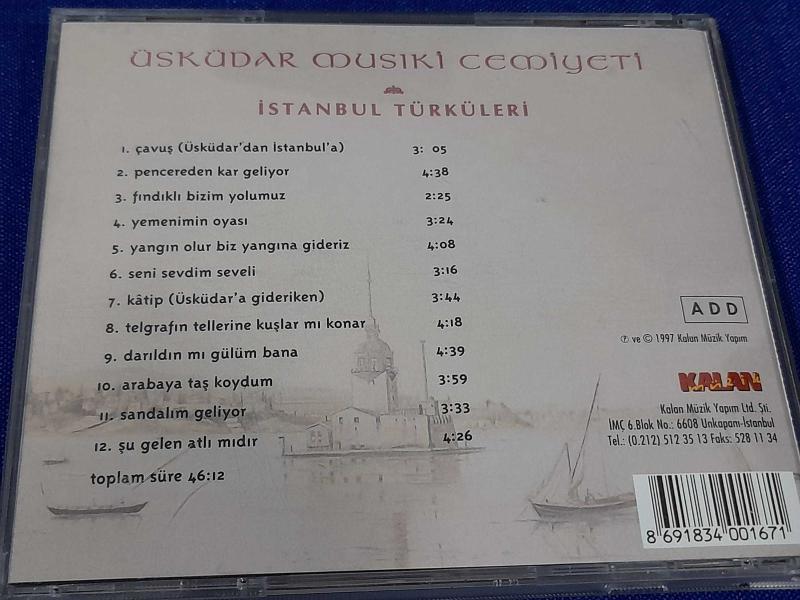 ÜSKÜDAR MUSIKİ CEMİYETİ
İSTANBUL TÜRKÜLERİ
1. çavuş (Üsküdar'dan İstanbul'a) 3: 05
2. pencereden kar geliyor 4:38
3. fındıklı bizim yolumuz 2:25
4. yemenimin oyası 3:24
5. yangın olur biz yangına gideriz 4:08
6. seni sevdim seveli 3:16
7. kâtip (Üsküdar'a gideriken) 3:44
8. telgrafın tellerine kuşlar mı konar 4:18
9. darıldın mı gülüm bana 4:39
10. arabaya taş koydum 3:59
11. sandalım geliyor 3:33
12. şu gelen atlı mıdır 4:26
toplam süre 46:12
ADD
℗ ve © 1997 Kalan Müzik Yapım
KALAN
Kalan Müzik Yapım Ltd. Şti.
İMÇ 6.Blok No.: 6608 Unkapanı-İstanbul
Tel.: (0.212) 512 35 13 Faks: 528 11 34
8 691834 001671